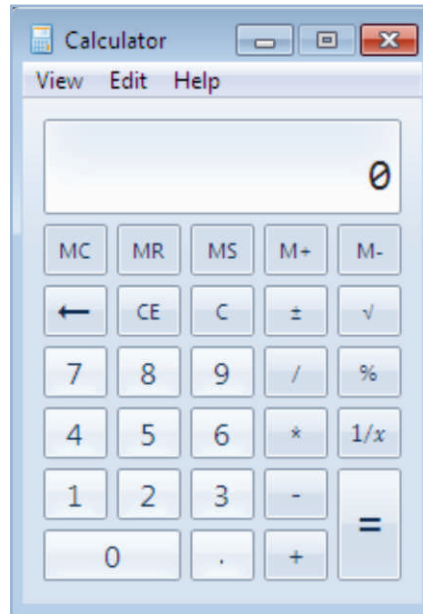 Calculator
View Edit Help
0
MC MR MS M+ M-
← CE C ± √
7 8 9 / %
4 5 6 * 1/x
1 2 3 - =
0 . +